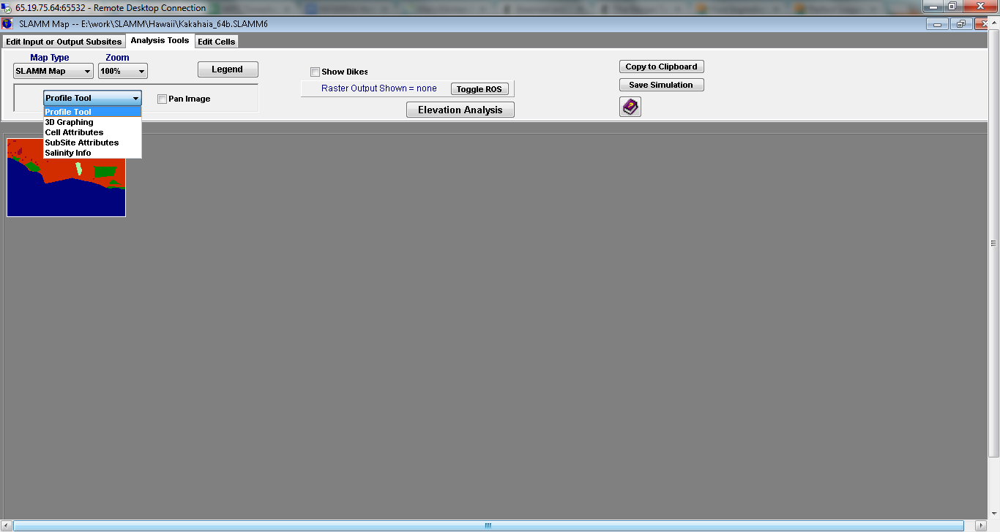 65.19.75.64:65532 - Remote Desktop Connection
SLAMM Map -- E:\work\SLAMM\Hawaii\Kakahaia_64b.SLAMM6
Edit Input or Output Subsites Analysis Tools Edit Cells
Map Type Zoom
SLAMM Map 100% Legend
Show Dikes
Copy to Clipboard
Raster Output Shown = none Toggle ROS
Save Simulation
Profile Tool Pan Image
Elevation Analysis
Profile Tool
3D Graphing
Cell Attributes
SubSite Attributes
Salinity Info